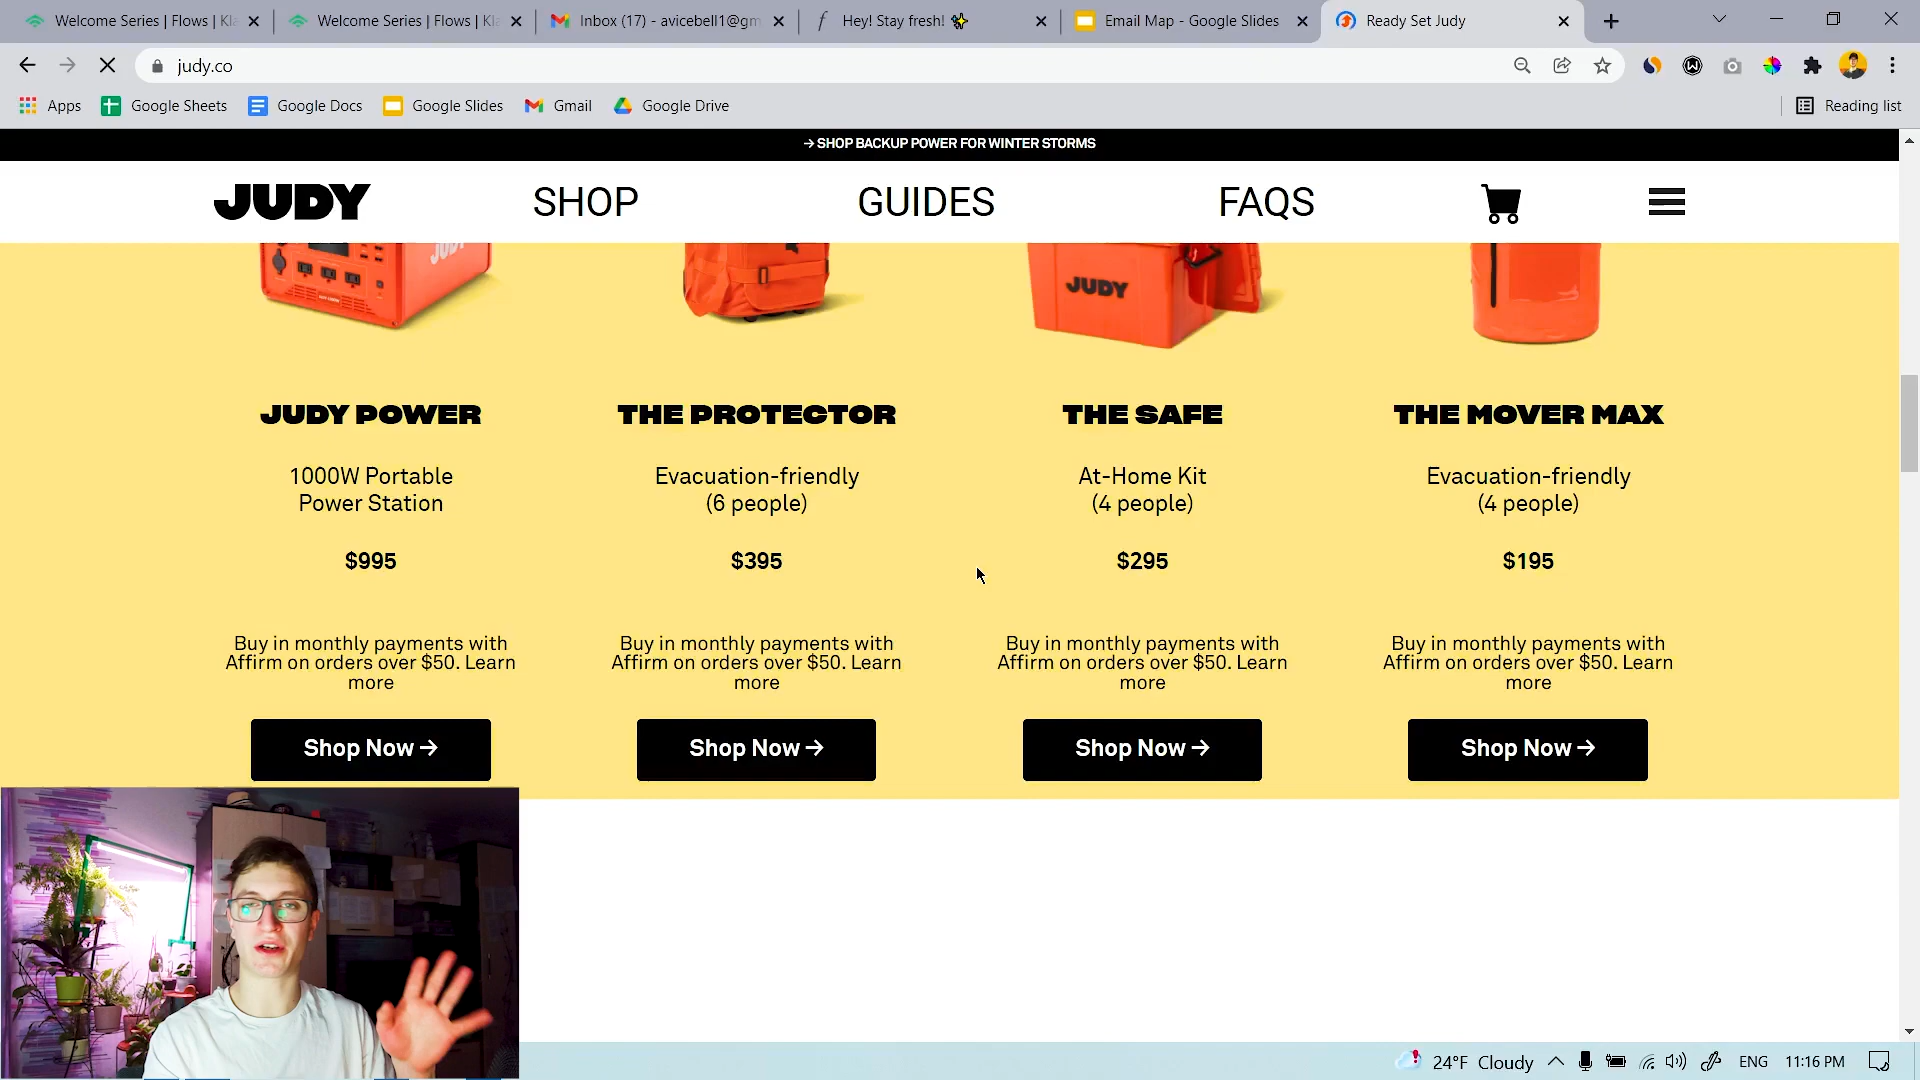 Welcome Series | Flows | Kla
Welcome Series | Flows | Kla
Inbox (17) - avicebell1@gm
Hey! Stay fresh! ✨
Email Map - Google Slides
Ready Set Judy
judy.co
Apps
Google Sheets
Google Docs
Google Slides
Gmail
Google Drive
Reading list
→ SHOP BACKUP POWER FOR WINTER STORMS
JUDY
SHOP
GUIDES
FAQS
JUDY
JUDY
JUDY POWER
1000W Portable
Power Station
$995
Buy in monthly payments with
Affirm on orders over $50. Learn
more
Shop Now →
THE PROTECTOR
Evacuation-friendly
(6 people)
$395
Buy in monthly payments with
Affirm on orders over $50. Learn
more
Shop Now →
THE SAFE
At-Home Kit
(4 people)
$295
Buy in monthly payments with
Affirm on orders over $50. Learn
more
Shop Now →
THE MOVER MAX
Evacuation-friendly
(4 people)
$195
Buy in monthly payments with
Affirm on orders over $50. Learn
more
Shop Now →
24°F Cloudy
ENG
11:16 PM